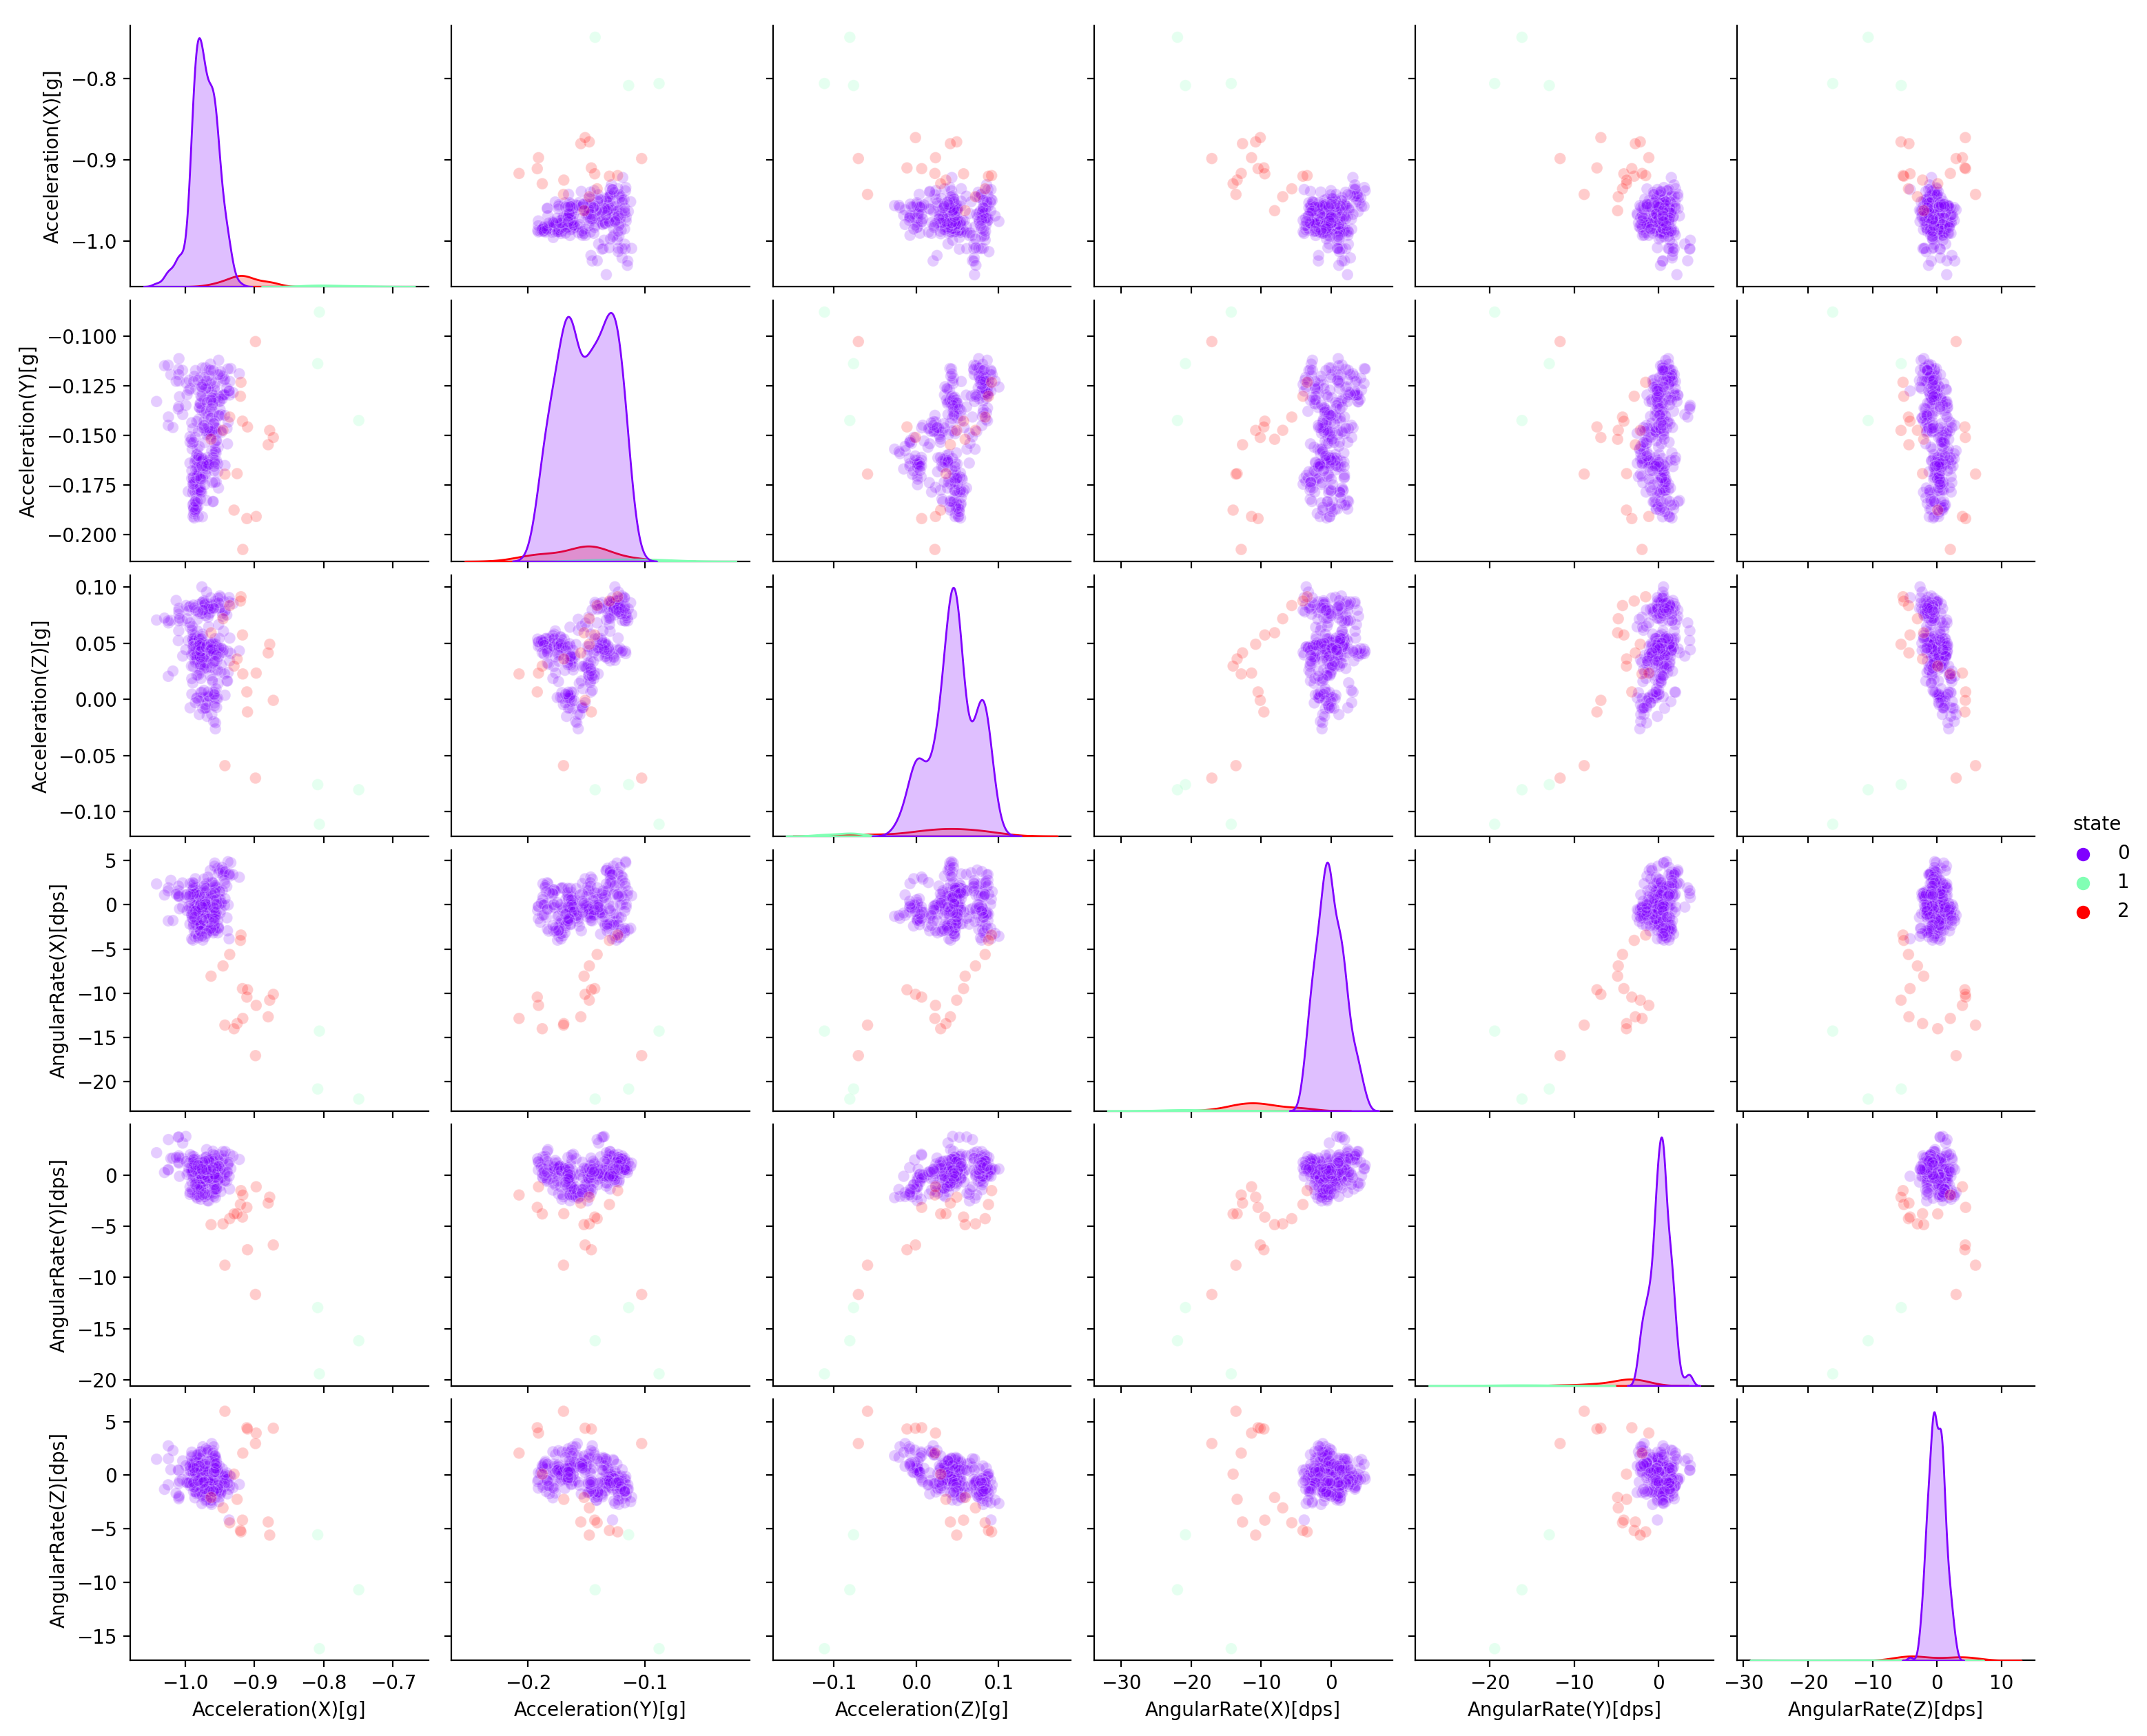 Acceleration(X)[g]
−0.8
−0.9
−1.0
Acceleration(Y)[g]
−0.100
−0.125
−0.150
−0.175
−0.200
Acceleration(Z)[g]
0.10
0.05
0.00
−0.05
−0.10
state
0
1
2
AngularRate(X)[dps]
5
0
−5
−10
−15
−20
AngularRate(Y)[dps]
0
−5
−10
−15
−20
AngularRate(Z)[dps]
5
0
−5
−10
−15
−1.0 −0.9 −0.8 −0.7
−0.2 −0.1
−0.1 0.0 0.1
−30 −20 −10 0
−20 −10 0
−30 −20 −10 0 10
Acceleration(X)[g]
Acceleration(Y)[g]
Acceleration(Z)[g]
AngularRate(X)[dps]
AngularRate(Y)[dps]
AngularRate(Z)[dps]